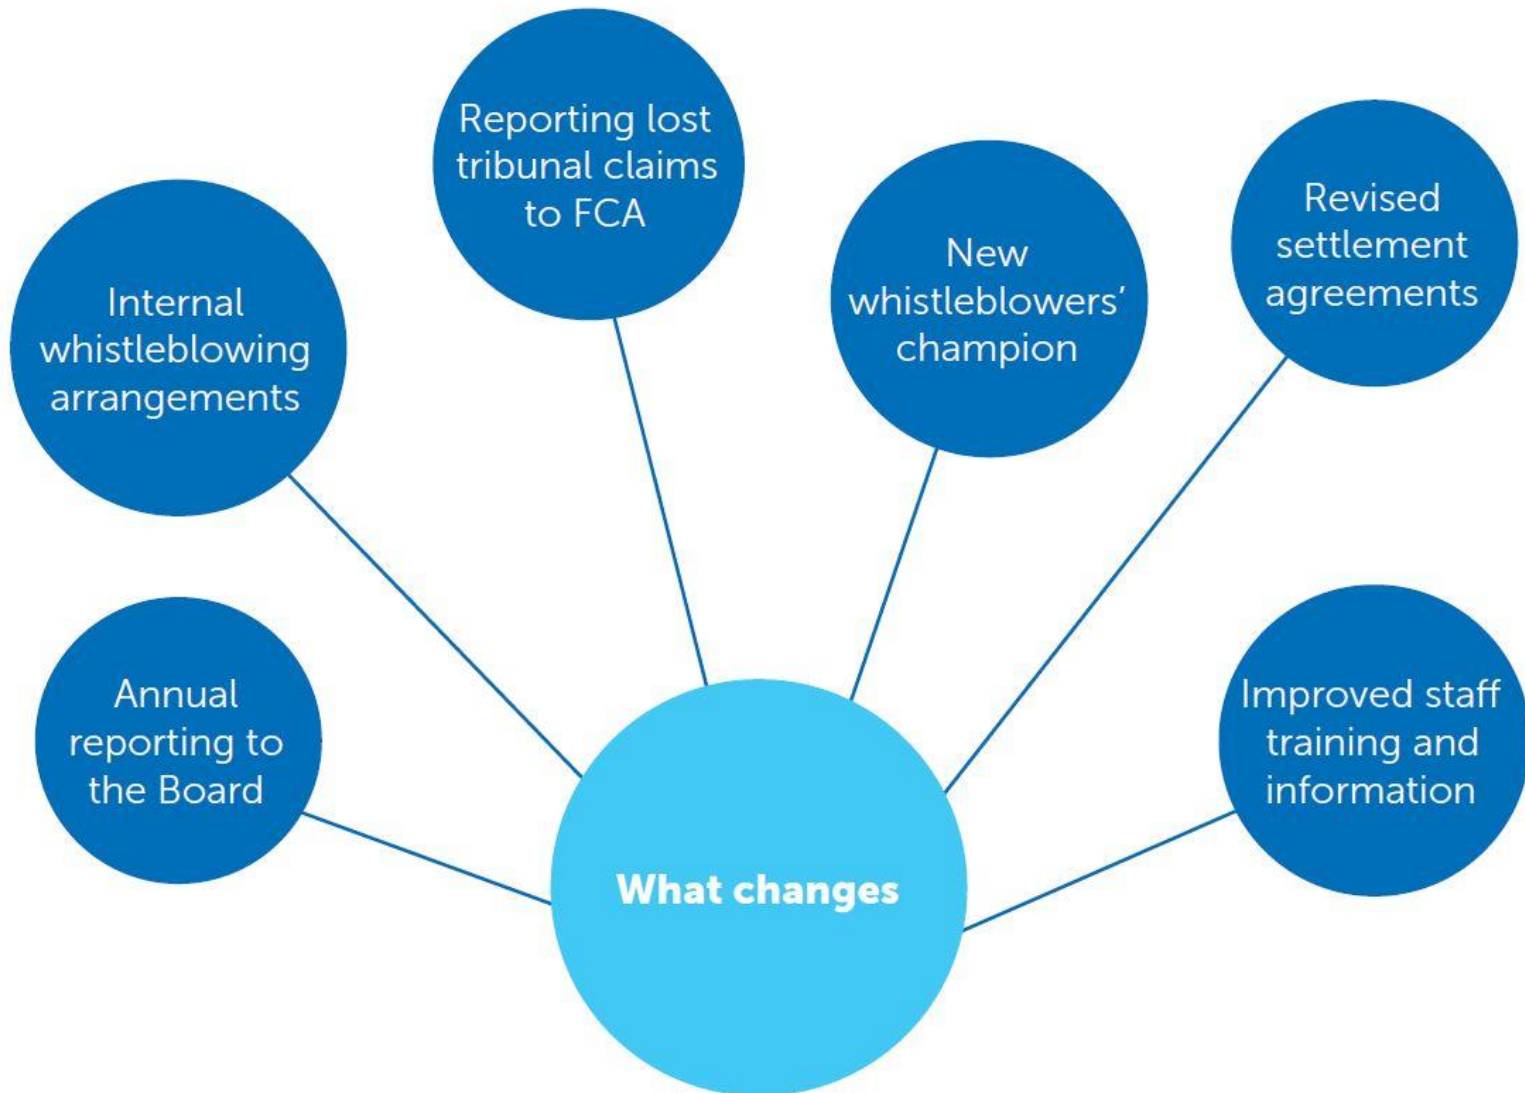 Reporting lost
tribunal claims
to FCA
New
whistleblowers’
champion
Revised
settlement
agreements
Internal
whistleblowing
arrangements
Annual
reporting to
the Board
Improved staff
training and
information
What changes